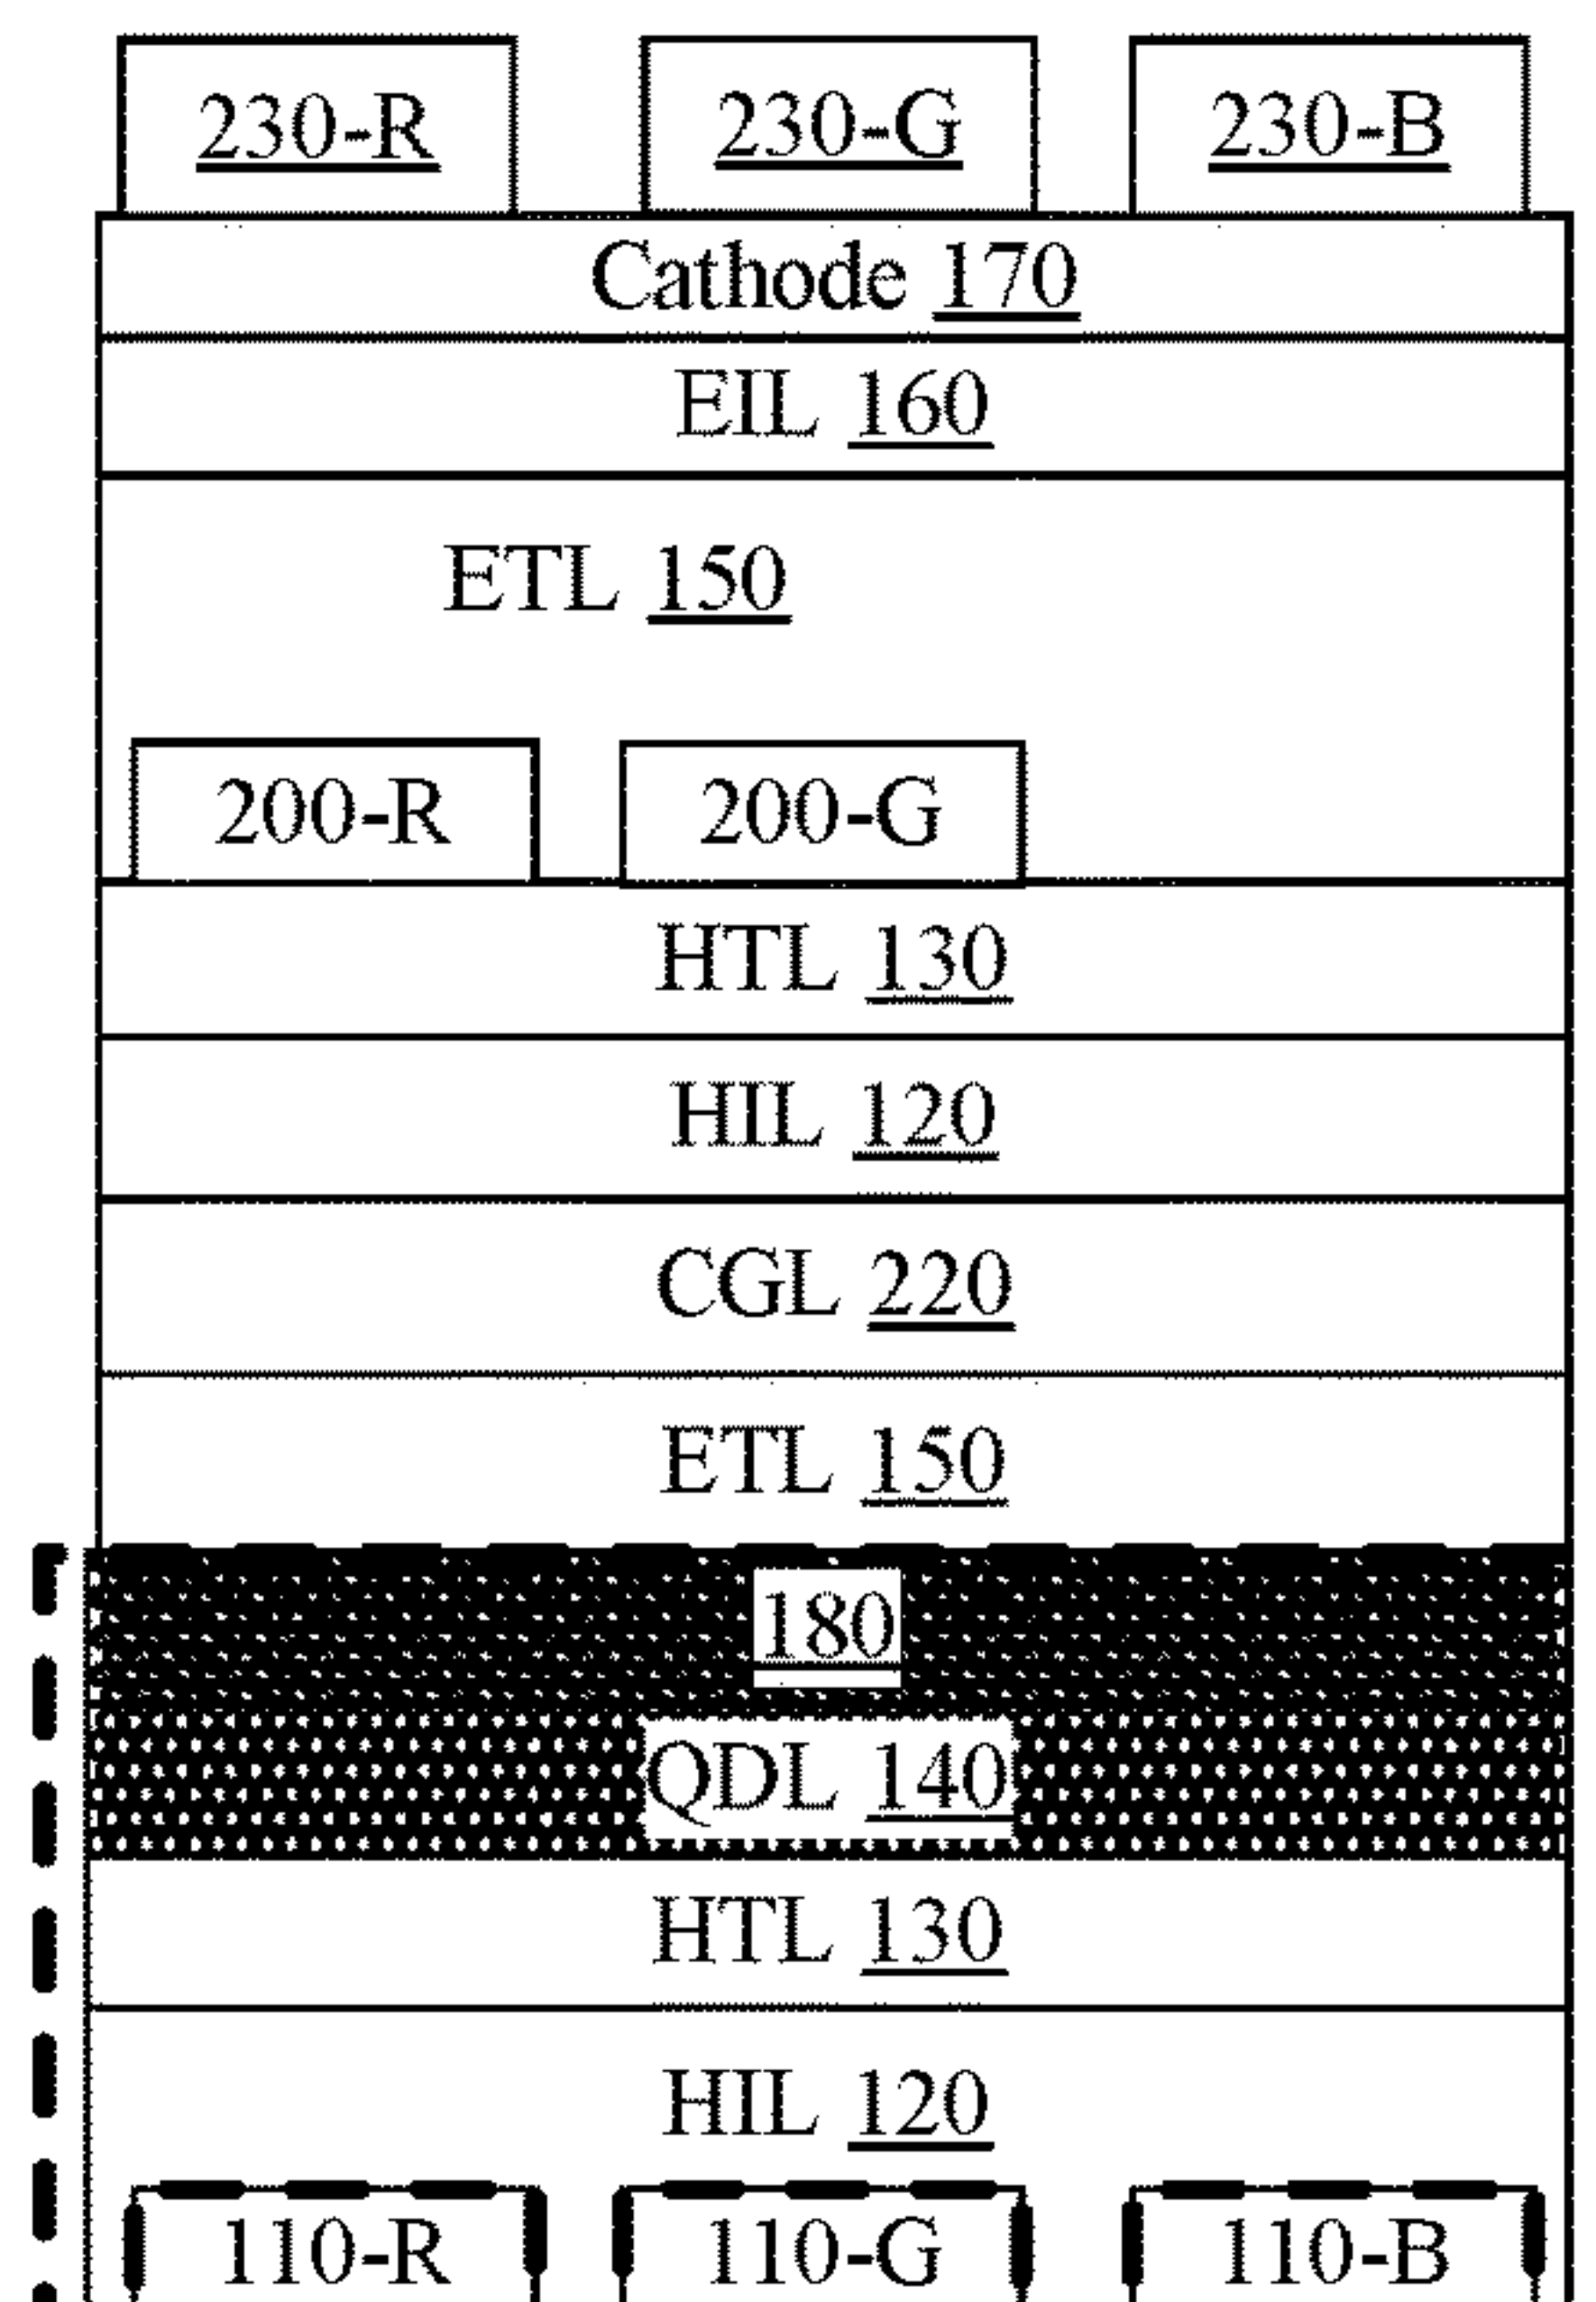 230-R 230-G 230-B
Cathode 170
EIL 160
ETL 150
200-R 200-G
HTL 130
HIL 120
CGL 220
ETL 150
180
QDL 140
HTL 130
HIL 120
110-R 110-G 110-B